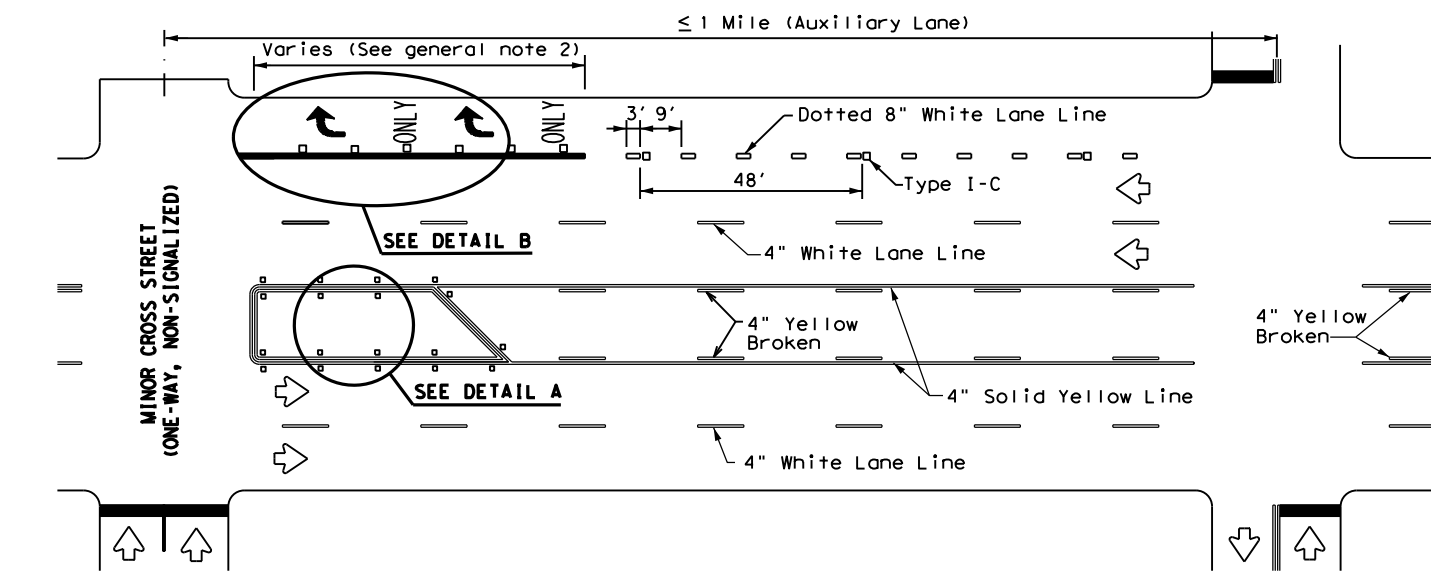 ≤ 1 Mile (Auxiliary Lane)
Varies (See general note 2)
ONLY
ONLY
3' 9'
Dotted 8" White Lane Line
48'
Type I-C
SEE DETAIL B
4" White Lane Line
MINOR CROSS STREET
(ONE-WAY, NON-SIGNALIZED)
4" Yellow
Broken
4" Yellow
Broken
SEE DETAIL A
4" Solid Yellow Line
4" White Lane Line